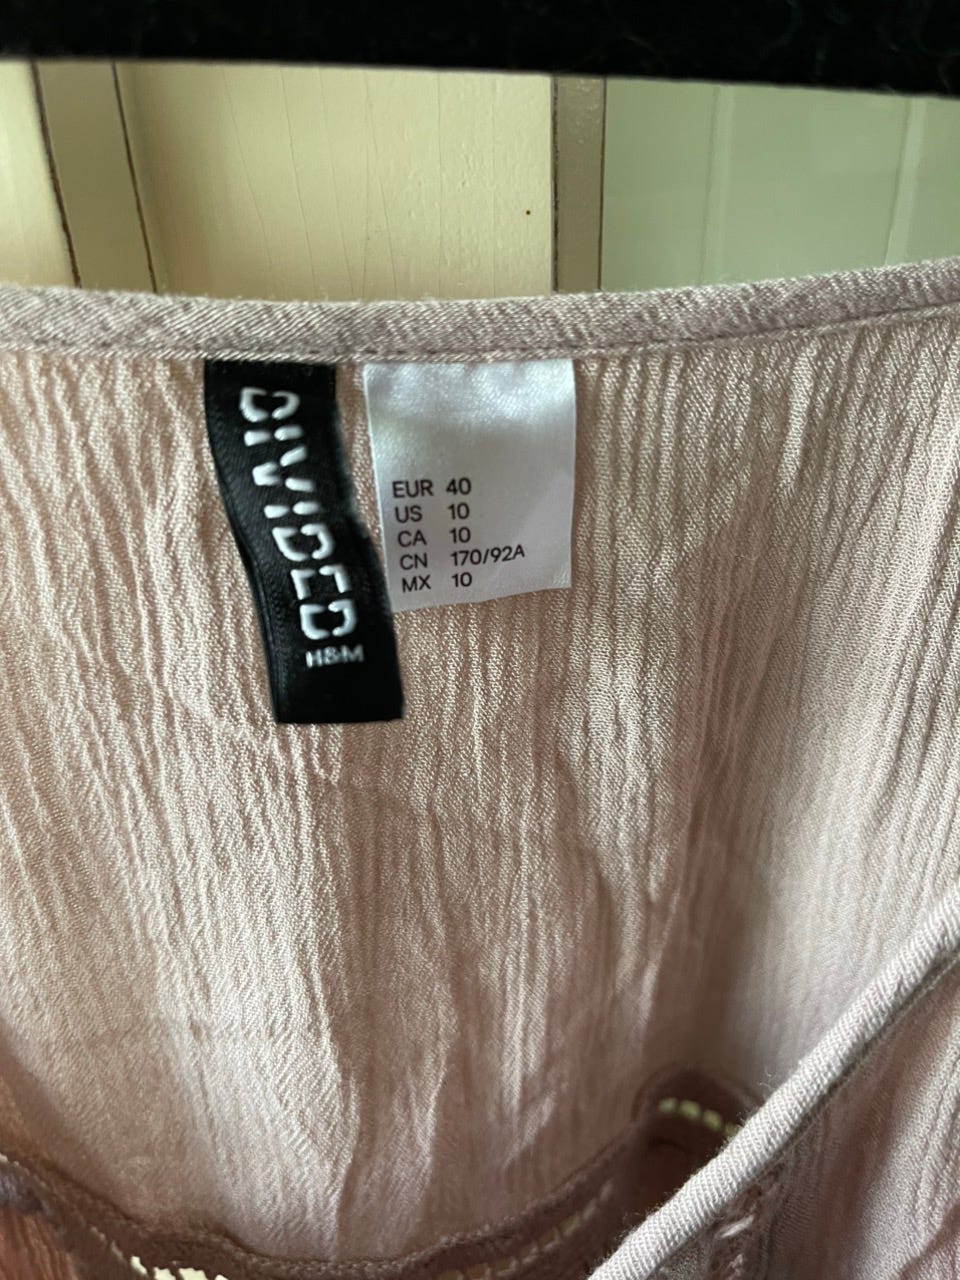 DIVIDED
H&M
EUR 40
US 10
CA 10
CN 170/92A
MX 10